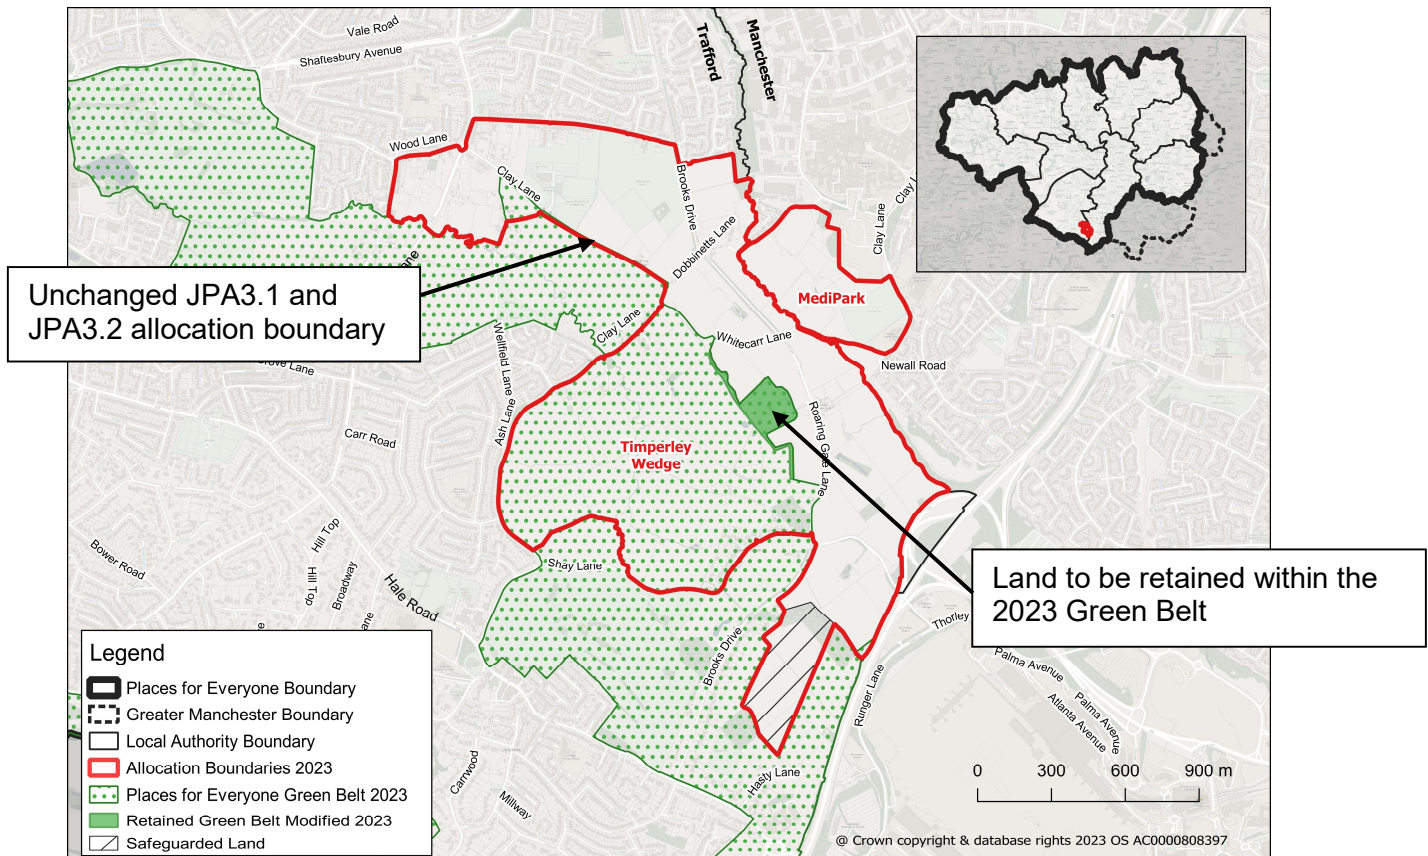 Vale Road
Shaftesbury Avenue
Trafford
Manchester
Wood Lane
Clay Lane
Brooks Drive
Dobbinetts Lane
Clay Lane
Clay L
MediPark
Unchanged JPA3.1 and
JPA3.2 allocation boundary
ane
Clay Lane
Whitecarr Lane
Newall Road
Wellfield Lane
rove Lane
Ash Lane
Carr Road
Roaring Gate Lane
Timperley
Wedge
Hill Top
Hill Top
Bower Road
Broadway
Shay Lane
Hale Road
Land to be retained within the
2023 Green Belt
Thorley
ane
Brooks Drive
Runger Lane
Palma Avenue
Palma Avenue
Atlanta Avenue
Hasty Lane
Carrwood
Millway
Legend
Places for Everyone Boundary
Greater Manchester Boundary
Local Authority Boundary
Allocation Boundaries 2023
Places for Everyone Green Belt 2023
Retained Green Belt Modified 2023
Safeguarded Land
0 300 600 900 m
@ Crown copyright & database rights 2023 OS AC0000808397